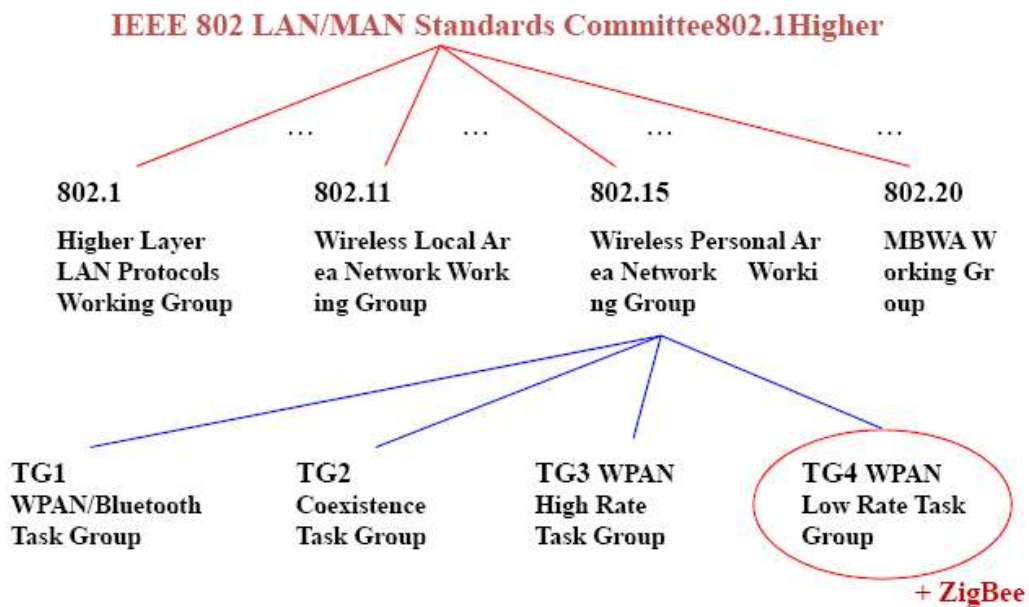 IEEE 802 LAN/MAN Standards Committee802.1Higher
… … … …
802.1
Higher Layer
LAN Protocols
Working Group
802.11
Wireless Local Ar
ea Network Work
ing Group
802.15
Wireless Personal Ar
ea Network Worki
ng Group
802.20
MBWA W
orking Gr
oup
TG1
WPAN/Bluetooth
Task Group
TG2
Coexistence
Task Group
TG3 WPAN
High Rate
Task Group
TG4 WPAN
Low Rate Task
Group
+ ZigBee